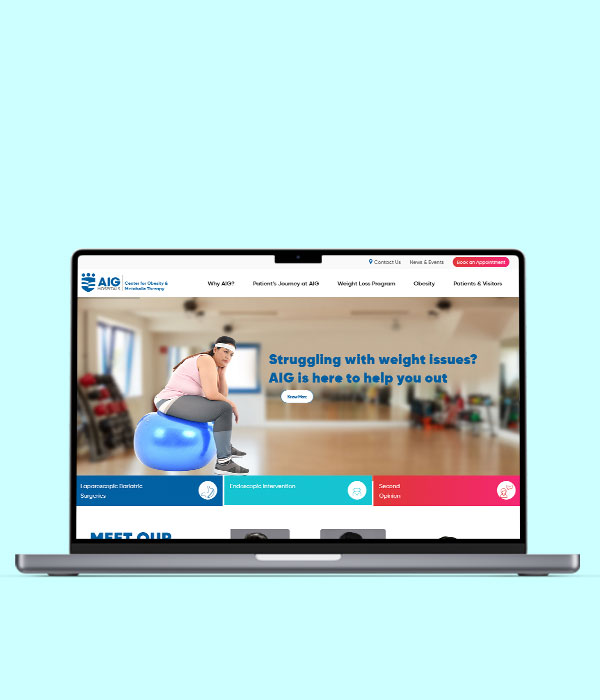 Contact Us News & Events Book an Appointment
AIG
HOSPITALS
Center for Obesity &
Metabolic Therapy
Why AIG? Patient's Journey at AIG Weight Loss Program Obesity Patients & Visitors
Struggling with weight issues?
AIG is here to help you out
Know More
Laparoscopic Bariatric
Surgeries
Endoscopic Intervention
Second
Opinion
MEET OUR